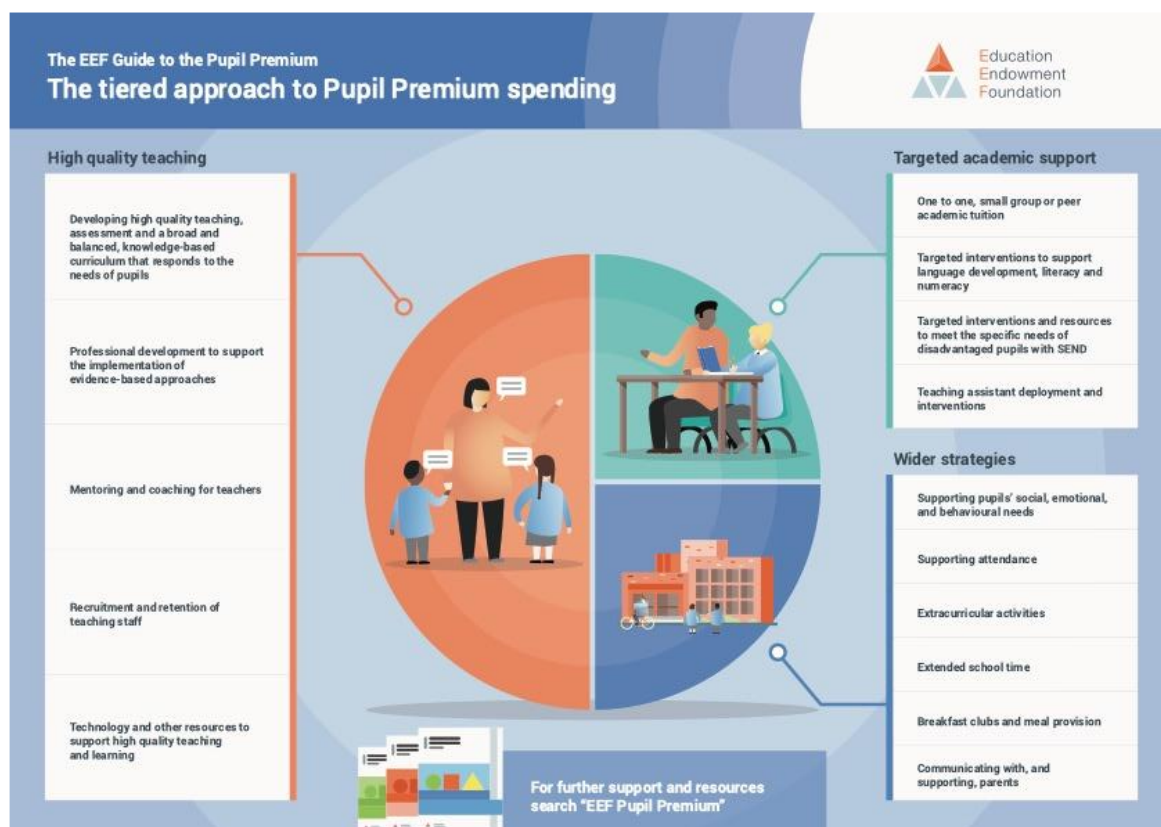 The EEF Guide to the Pupil Premium
The tiered approach to Pupil Premium spending
Education
Endowment
Foundation
High quality teaching
Developing high quality teaching,
assessment and a broad and
balanced, knowledge-based
curriculum that responds to the
needs of pupils
Professional development to support
the implementation of
evidence-based approaches
Mentoring and coaching for teachers
Recruitment and retention of
teaching staff
Technology and other resources to
support high quality teaching
and learning
Targeted academic support
One to one, small group or peer
academic tuition
Targeted interventions to support
language development, literacy and
numeracy
Targeted interventions and resources
to meet the specific needs of
disadvantaged pupils with SEND
Teaching assistant deployment and
interventions
Wider strategies
Supporting pupils' social, emotional,
and behavioural needs
Supporting attendance
Extracurricular activities
Extended school time
Breakfast clubs and meal provision
Communicating with, and
supporting, parents
For further support and resources
search “EEF Pupil Premium”